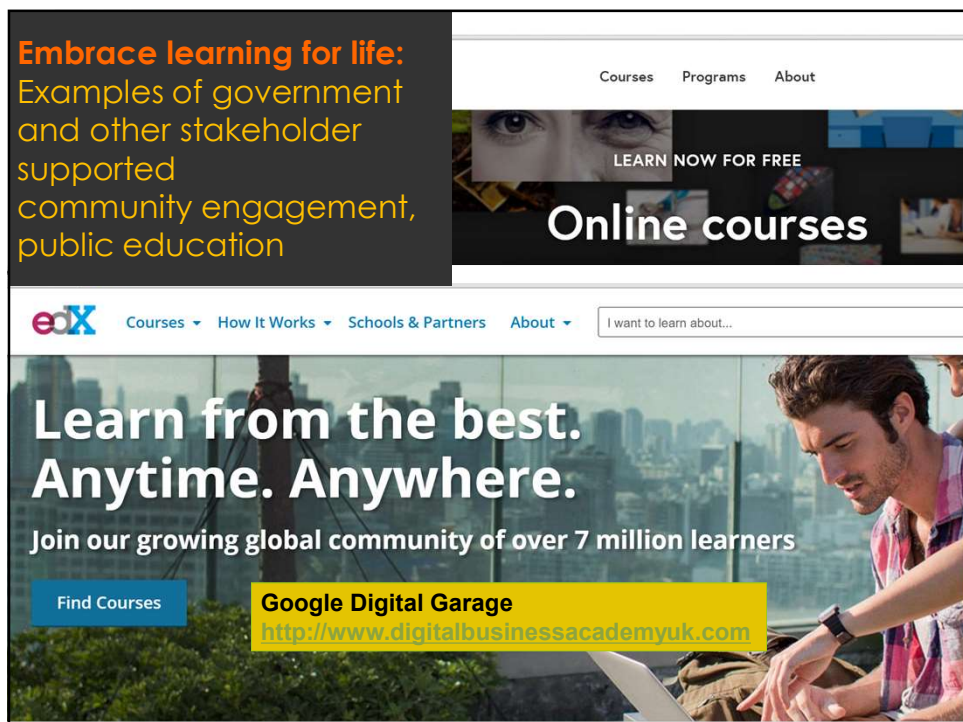 Embrace learning for life:
Examples of government
and other stakeholder
supported
community engagement,
public education
Courses Programs About
LEARN NOW FOR FREE
Online courses
edX Courses How It Works Schools & Partners About I want to learn about...
Learn from the best.
Anytime. Anywhere.
Join our growing global community of over 7 million learners
Find Courses
Google Digital Garage
http://www.digitalbusinessacademyuk.com